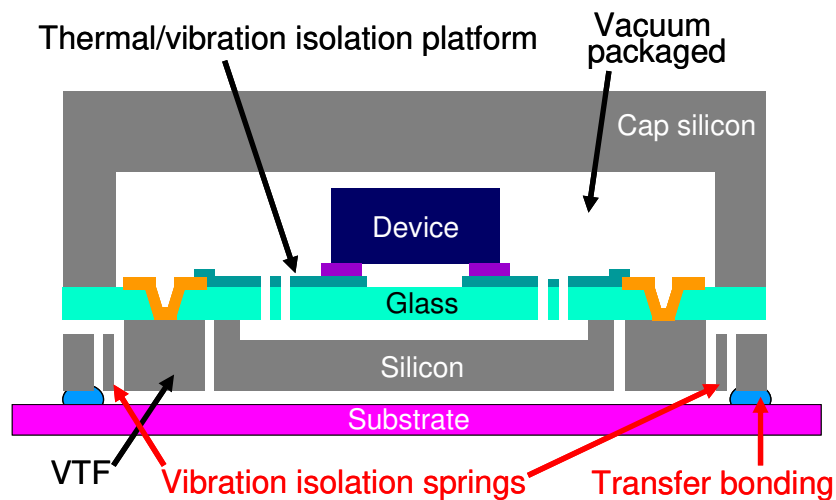 Thermal/vibration isolation platform
Vacuum
packaged
Cap silicon
Device
Glass
Silicon
Substrate
VTF
Vibration isolation springs
Transfer bonding